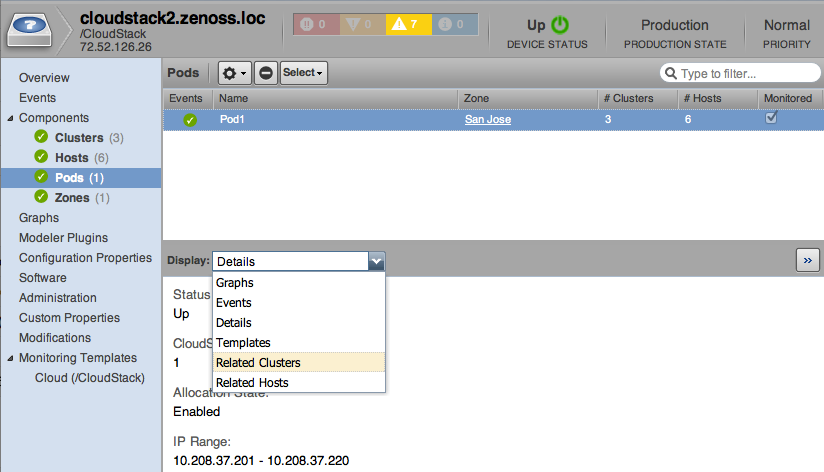 cloudstack2.zenoss.loc
/CloudStack
72.52.126.26
0 0 7 0
Up
DEVICE STATUS
Production
PRODUCTION STATE
Normal
PRIORITY
Overview
Events
Components
Clusters (3)
Hosts (6)
Pods (1)
Zones (1)
Graphs
Modeler Plugins
Configuration Properties
Software
Administration
Custom Properties
Modifications
Monitoring Templates
Cloud (/CloudStack)
Pods Select Type to filter...
Events Name Zone # Clusters # Hosts Monitored
Pod1 San Jose 3 6
Display: Details »
Graphs
Events
Details
Templates
Related Clusters
Related Hosts
Status
Up
CloudS
1
Allocation State:
Enabled
IP Range:
10.208.37.201 - 10.208.37.220